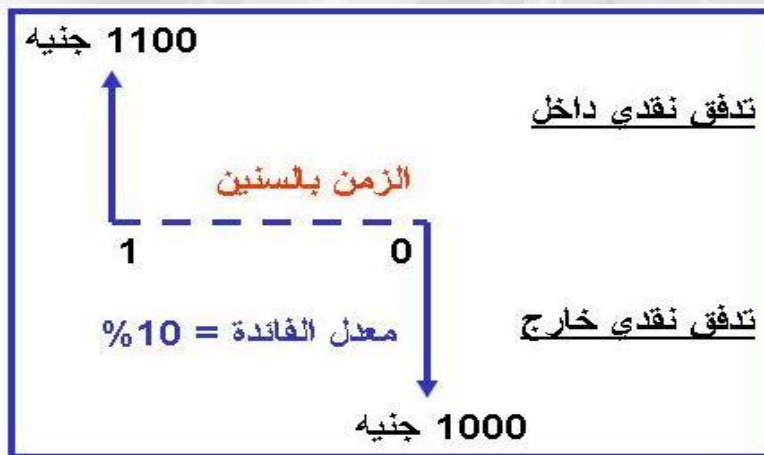 1100 جنيه
تدفق نقدي داخل
الزمن بالسنين
0
1
تدفق نقدي خارج
معدل الفائدة = 10%
1000 جنيه